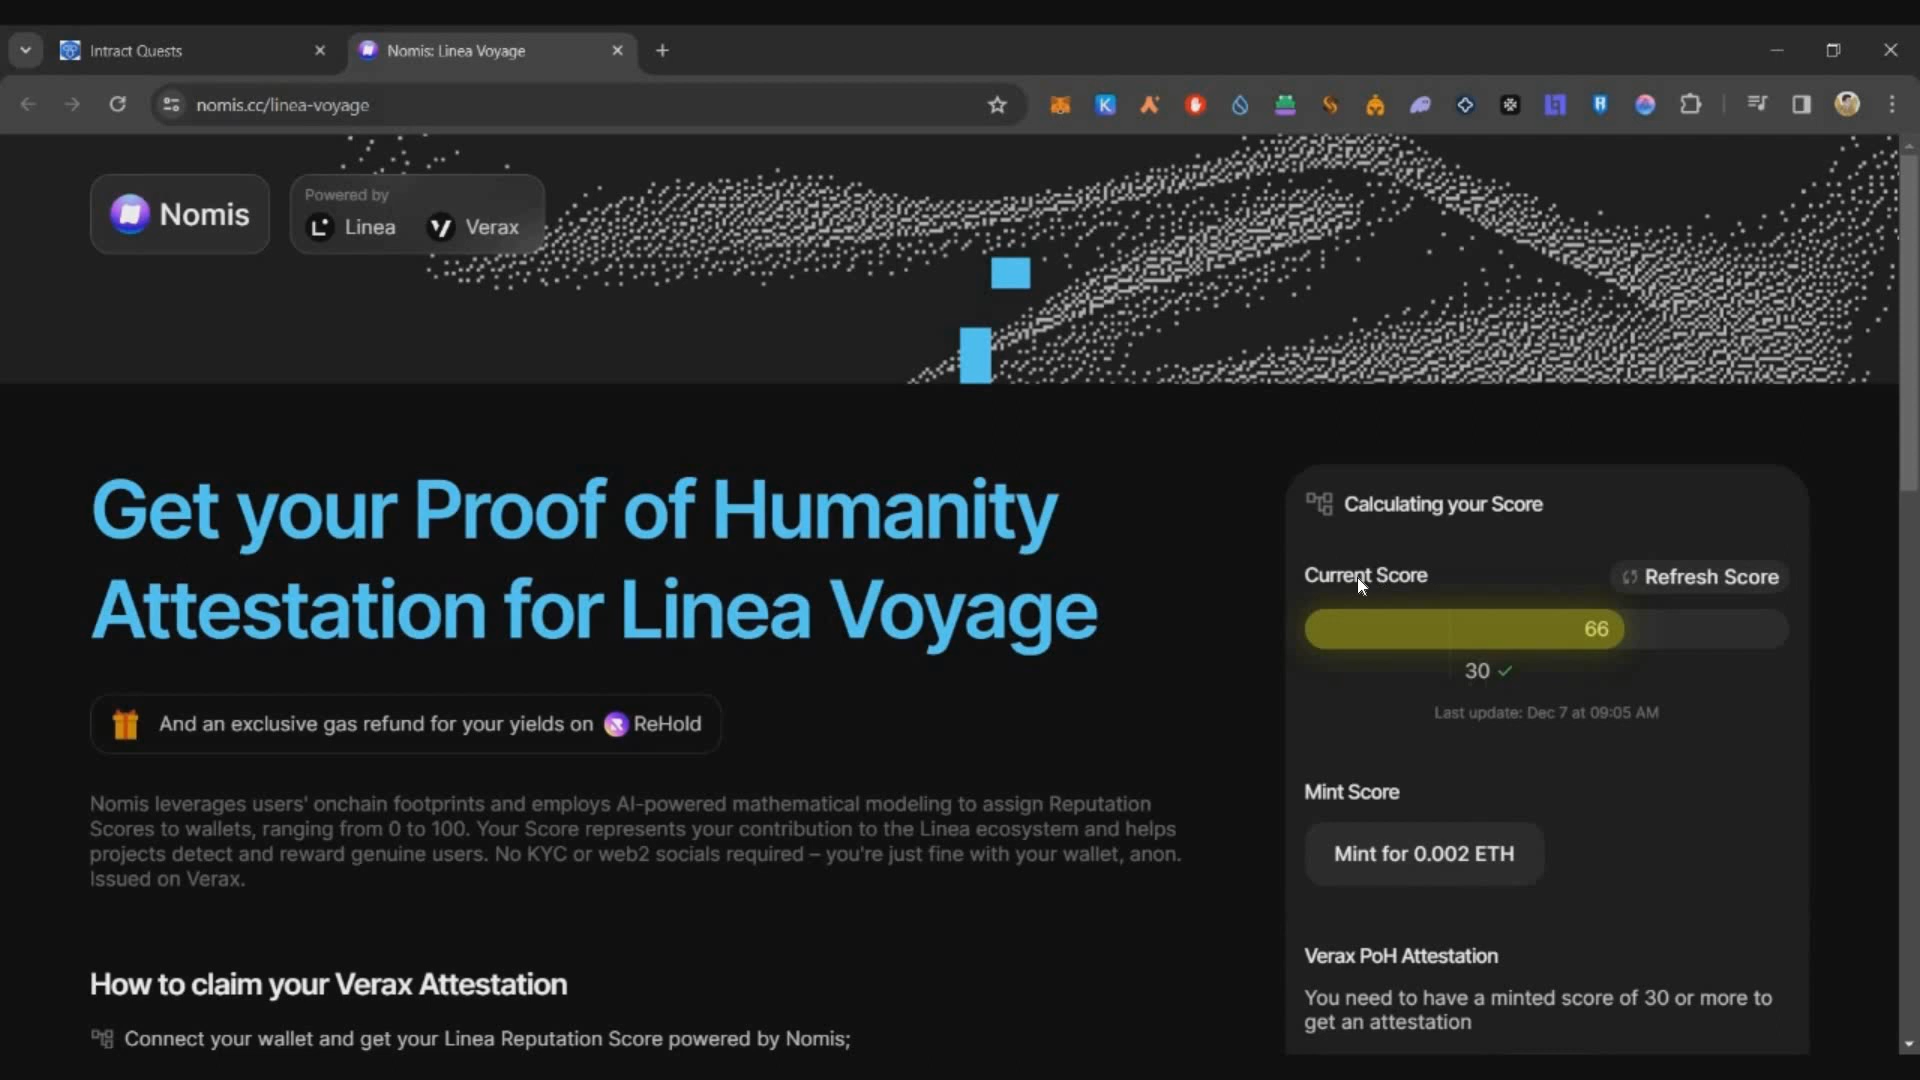 Intract Quests
Nomis: Linea Voyage
nomis.cc/linea-voyage
Nomis
Powered by
Linea
Verax
Get your Proof of Humanity
Attestation for Linea Voyage
And an exclusive gas refund for your yields on ReHold
Nomis leverages users' onchain footprints and employs AI-powered mathematical modeling to assign Reputation
Scores to wallets, ranging from 0 to 100. Your Score represents your contribution to the Linea ecosystem and helps
projects detect and reward genuine users. No KYC or web2 socials required – you're just fine with your wallet, anon.
Issued on Verax.
How to claim your Verax Attestation
Connect your wallet and get your Linea Reputation Score powered by Nomis;
Calculating your Score
Current Score
Refresh Score
66
30
Last update: Dec 7 at 09:05 AM
Mint Score
Mint for 0.002 ETH
Verax PoH Attestation
You need to have a minted score of 30 or more to
get an attestation